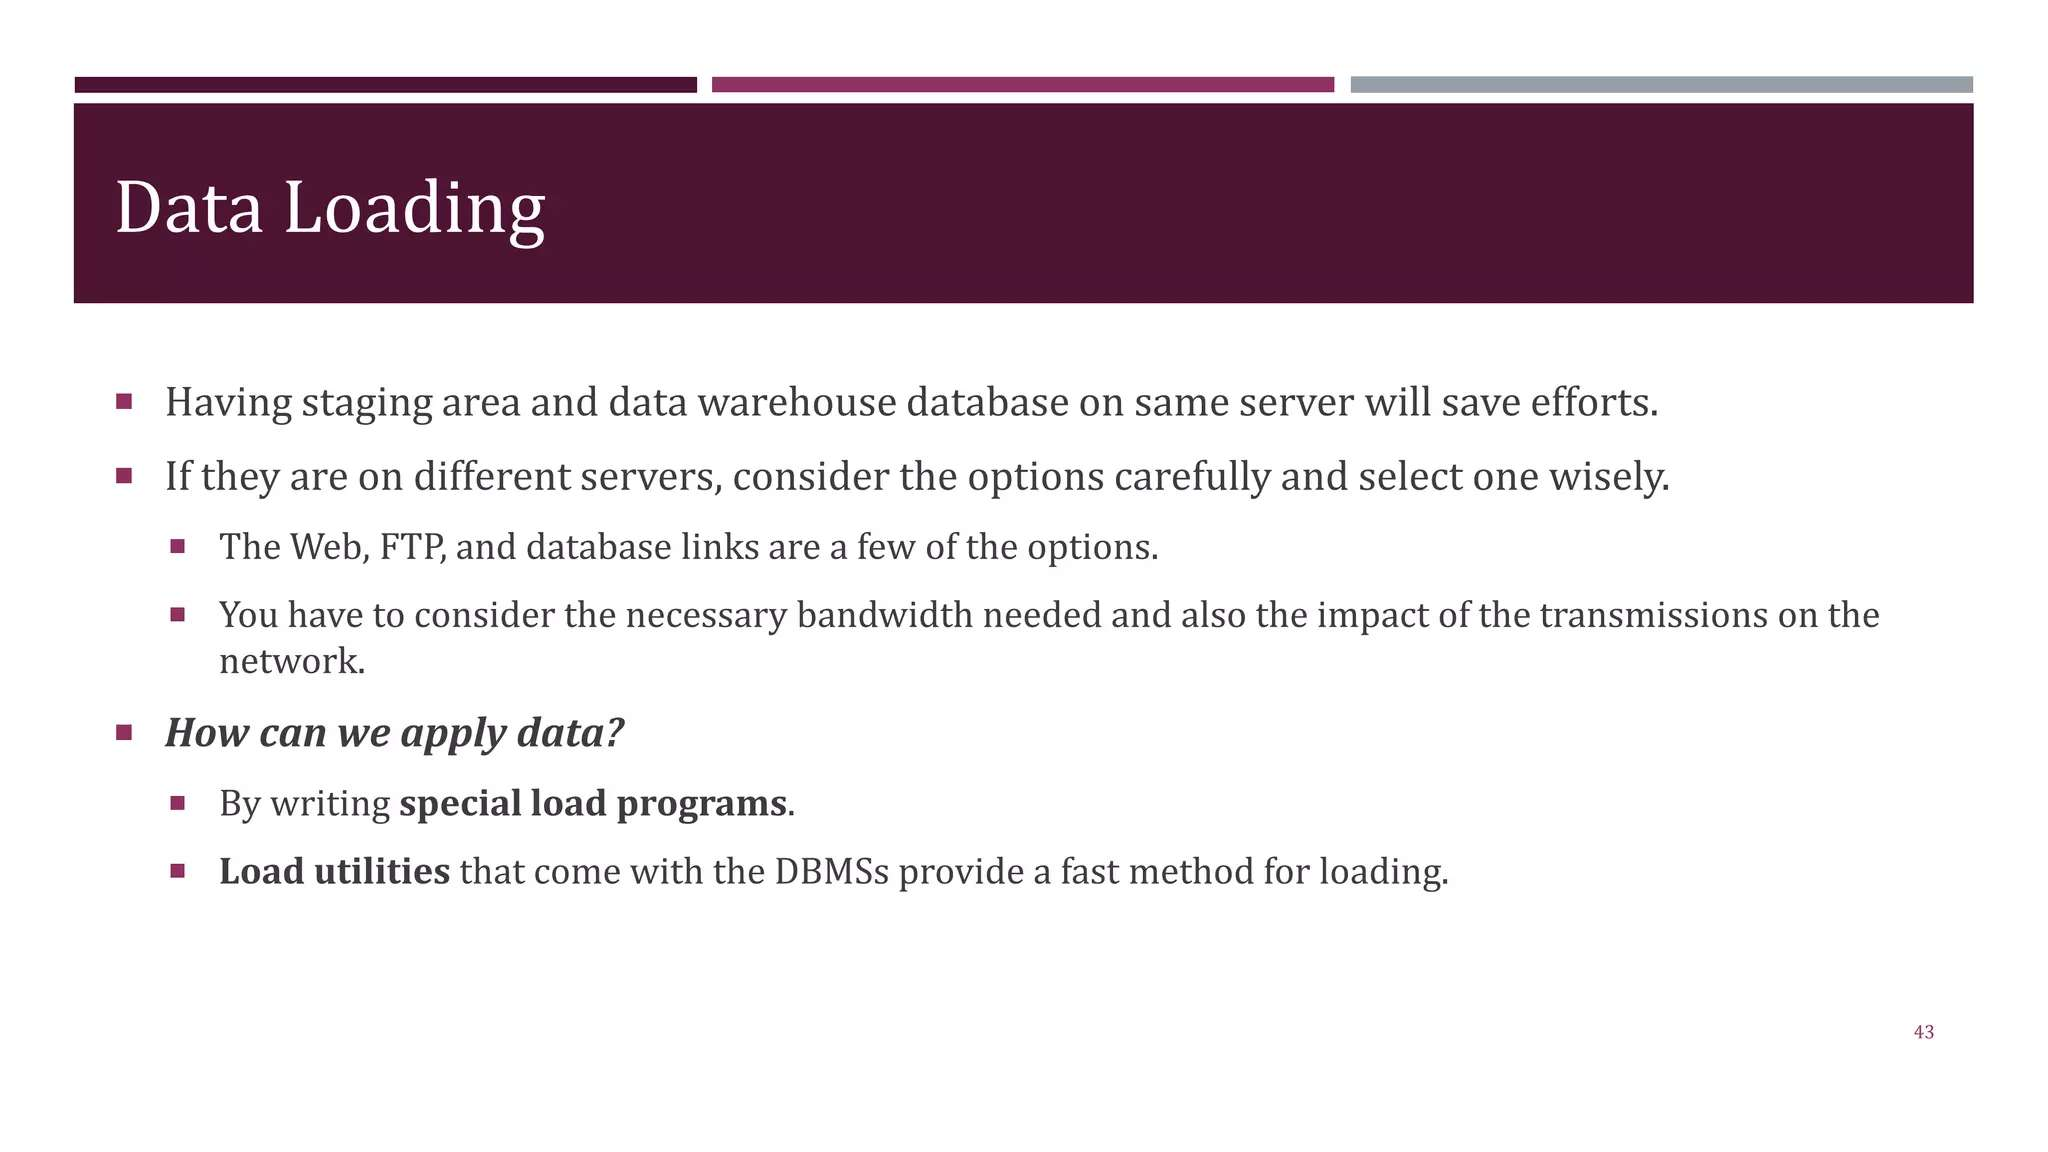 Data Loading
Having staging area and data warehouse database on same server will save efforts.
If they are on different servers, consider the options carefully and select one wisely.
The Web, FTP, and database links are a few of the options.
You have to consider the necessary bandwidth needed and also the impact of the transmissions on the
network.
How can we apply data?
By writing special load programs.
Load utilities that come with the DBMSs provide a fast method for loading.
43